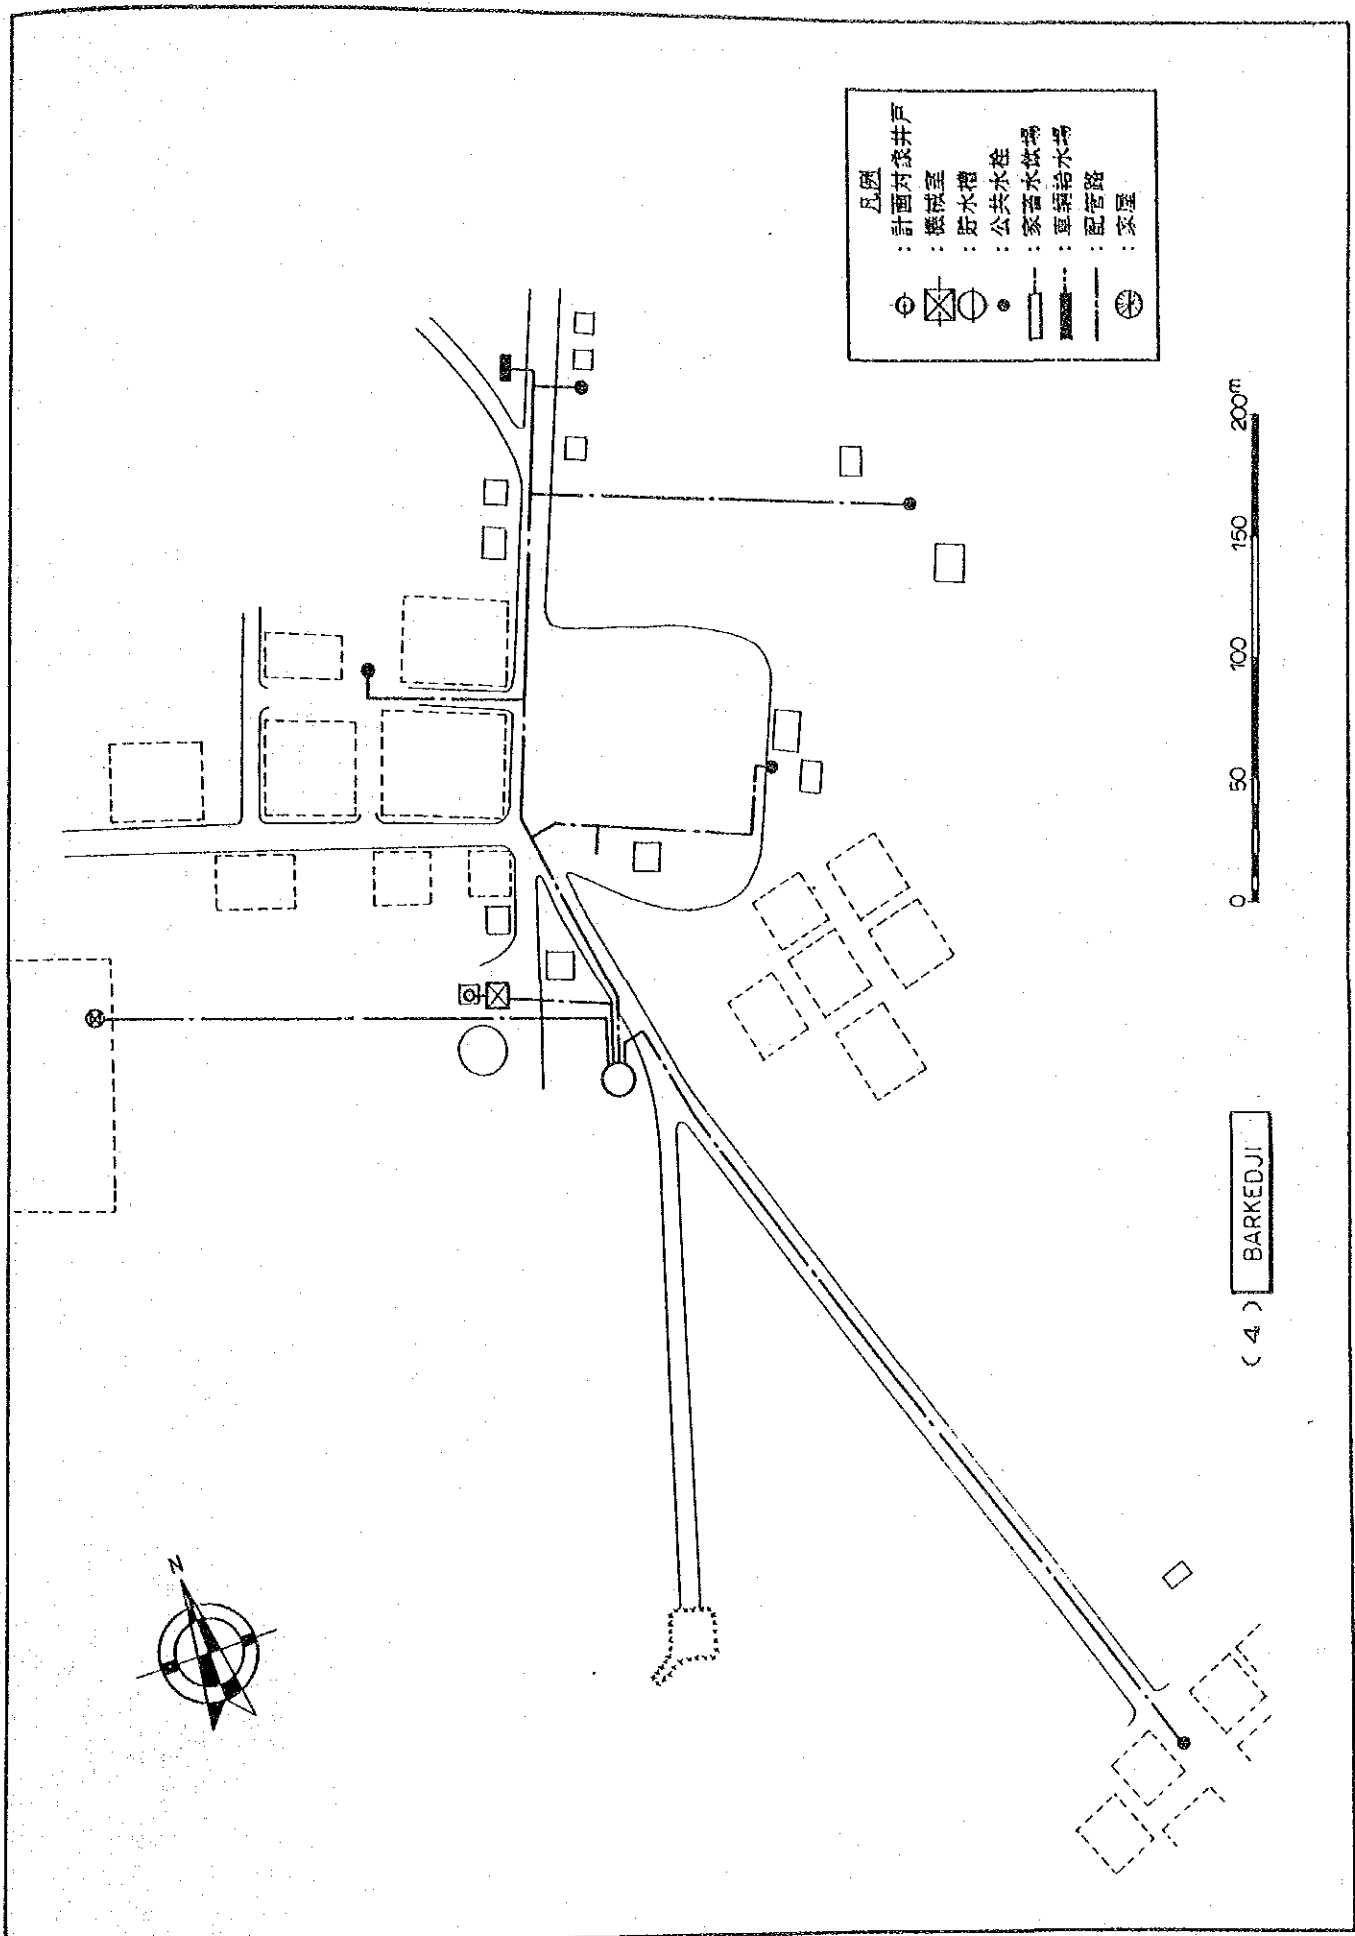 凡例
: 計画対象井戸
: 機械室
: 貯水槽
: 公共水栓
: 家畜水飲場
: 車輌給水場
: 配管路
: 家屋
0 50 100 150 200m
(4) BARKEDJI
N